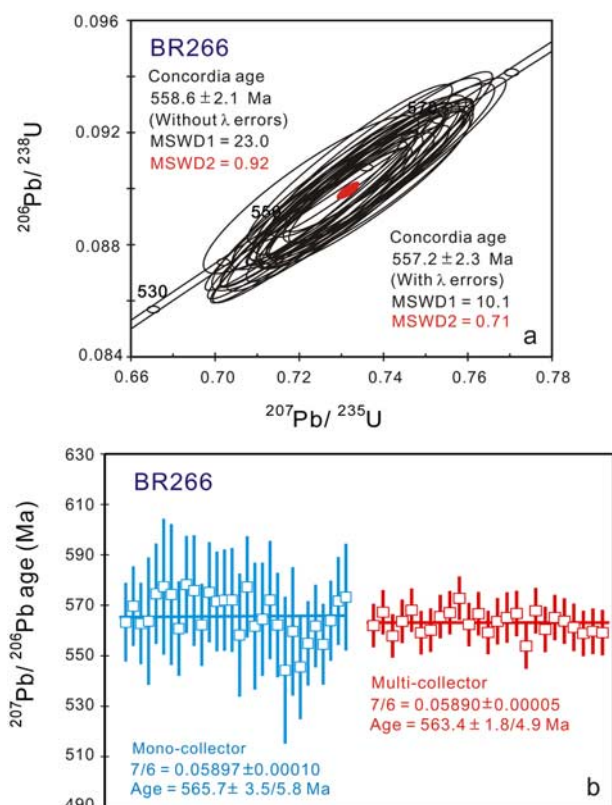 0.096
0.092
0.088
0.084
²⁰⁶Pb/ ²³⁸U
BR266
Concordia age
558.6 ± 2.1 Ma
(Without λ errors)
MSWD1 = 23.0
MSWD2 = 0.92
530
Concordia age
557.2 ± 2.3 Ma
(With λ errors)
MSWD1 = 10.1
MSWD2 = 0.71
a
0.66 0.70 0.72 0.74 0.76 0.78
²⁰⁷Pb/ ²³⁵U
630
610
590
570
550
530
510
490
²⁰⁷Pb/ ²⁰⁶Pb age (Ma)
BR266
Mono-collector
7/6 = 0.05897±0.00010
Age = 565.7± 3.5/5.8 Ma
Multi-collector
7/6 = 0.05890±0.00005
Age = 563.4 ± 1.8/4.9 Ma
b